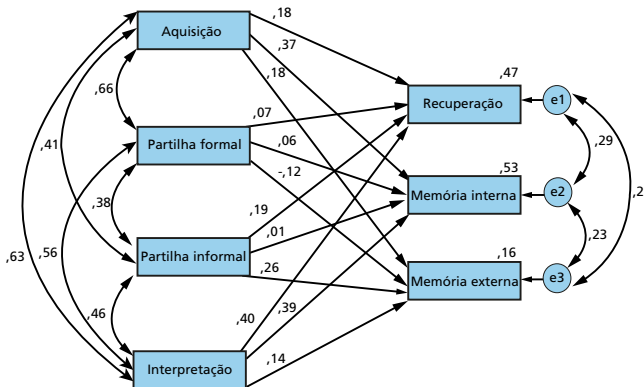 Aquisição
,18
,37
,18
,47
,66
Recuperação
e1
,07
,41
Partilha formal
,06
,29
-,12
,53
,2
,38
Memória interna
e2
,19
,01
,23
,63
,56
Partilha informal
,26
,16
Memória externa
e3
,46
,40
,39
,14
Interpretação